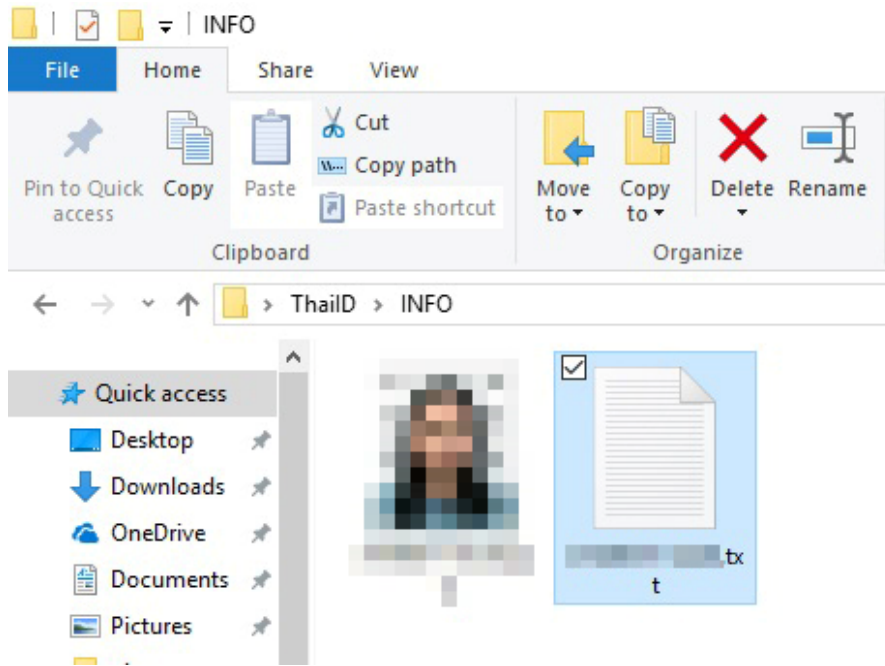 INFO
File Home Share View
Pin to Quick access
Copy
Paste
Cut
Copy path
Paste shortcut
Move to
Copy to
Delete
Rename
Clipboard
Organize
ThaiID > INFO
Quick access
Desktop
Downloads
OneDrive
Documents
Pictures
.tx
t